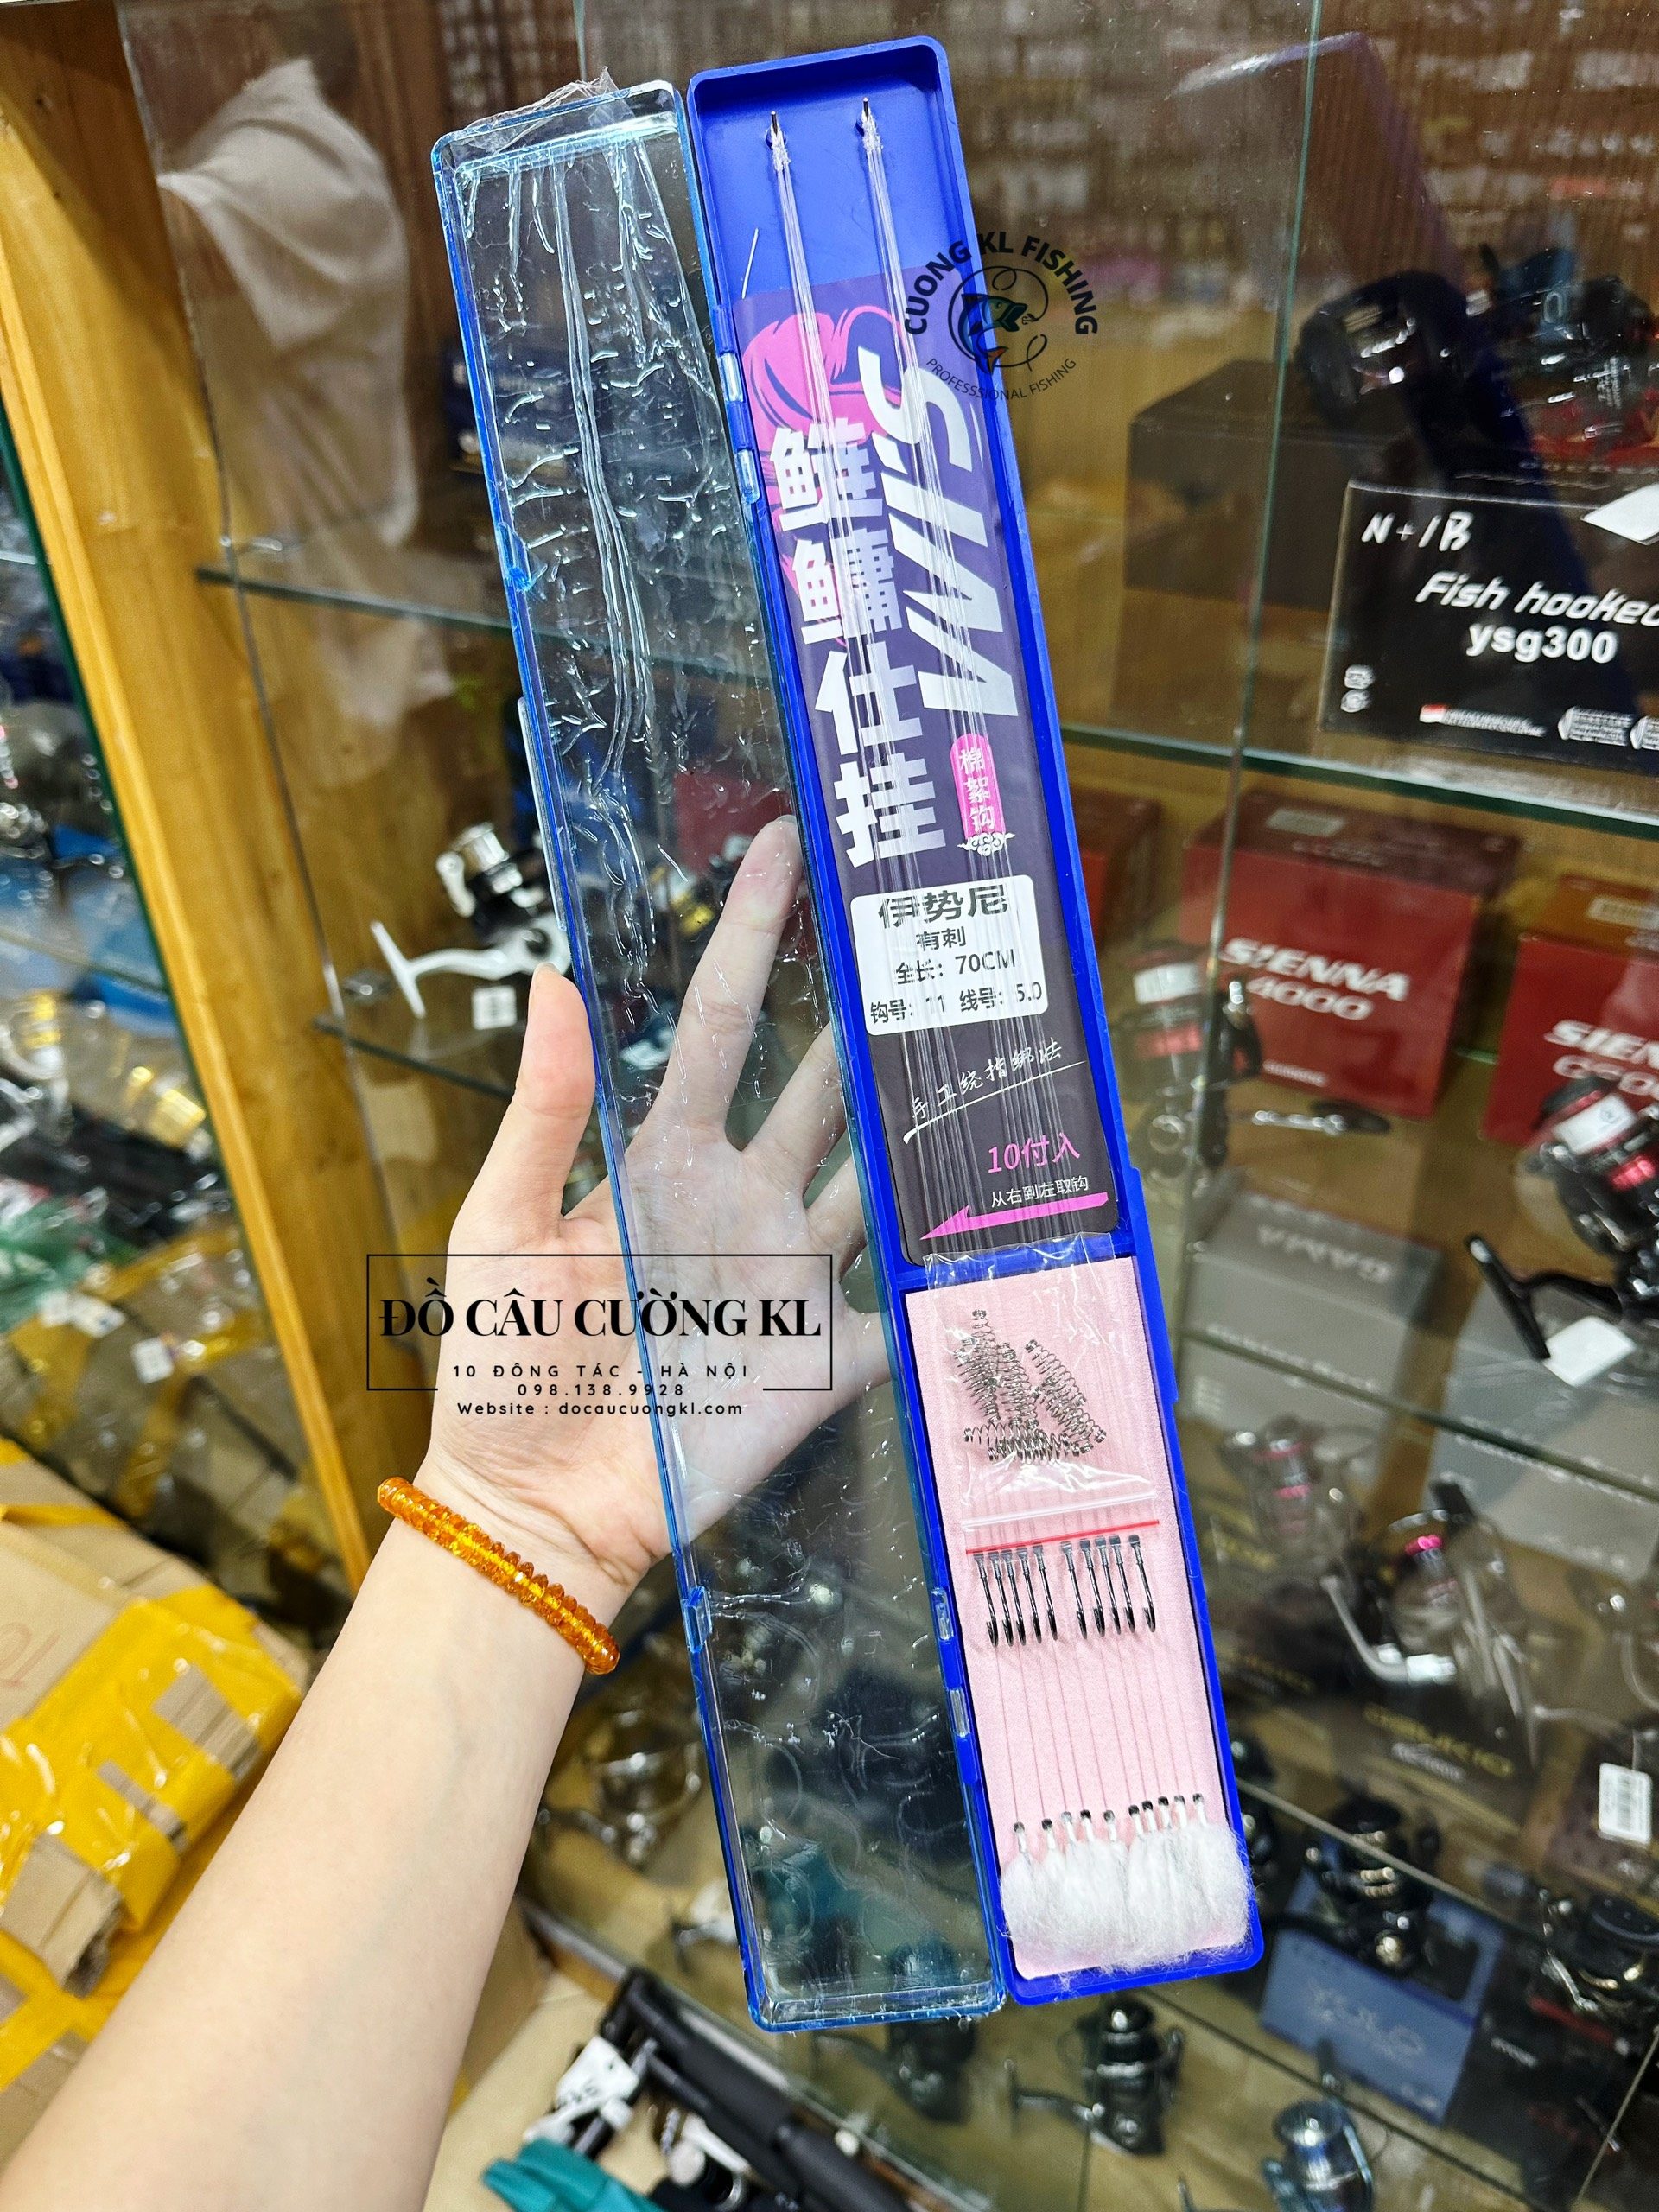 CUONG KL FISHING
PROFESSSIONAL FISHING
鲢鳙仕挂
棉絮钩
伊势尼
有刺
全长：70CM
钩号：11 线号：5.0
手工绕指绑法
10付入
从右到左取钩
N+1B
Fish hooked
ysg300
SIENNA
4000
ĐỒ CÂU CƯỜNG KL
10 ĐÔNG TÁC - HÀ NỘI
098.138.9928
Website : docaucuongkl.com